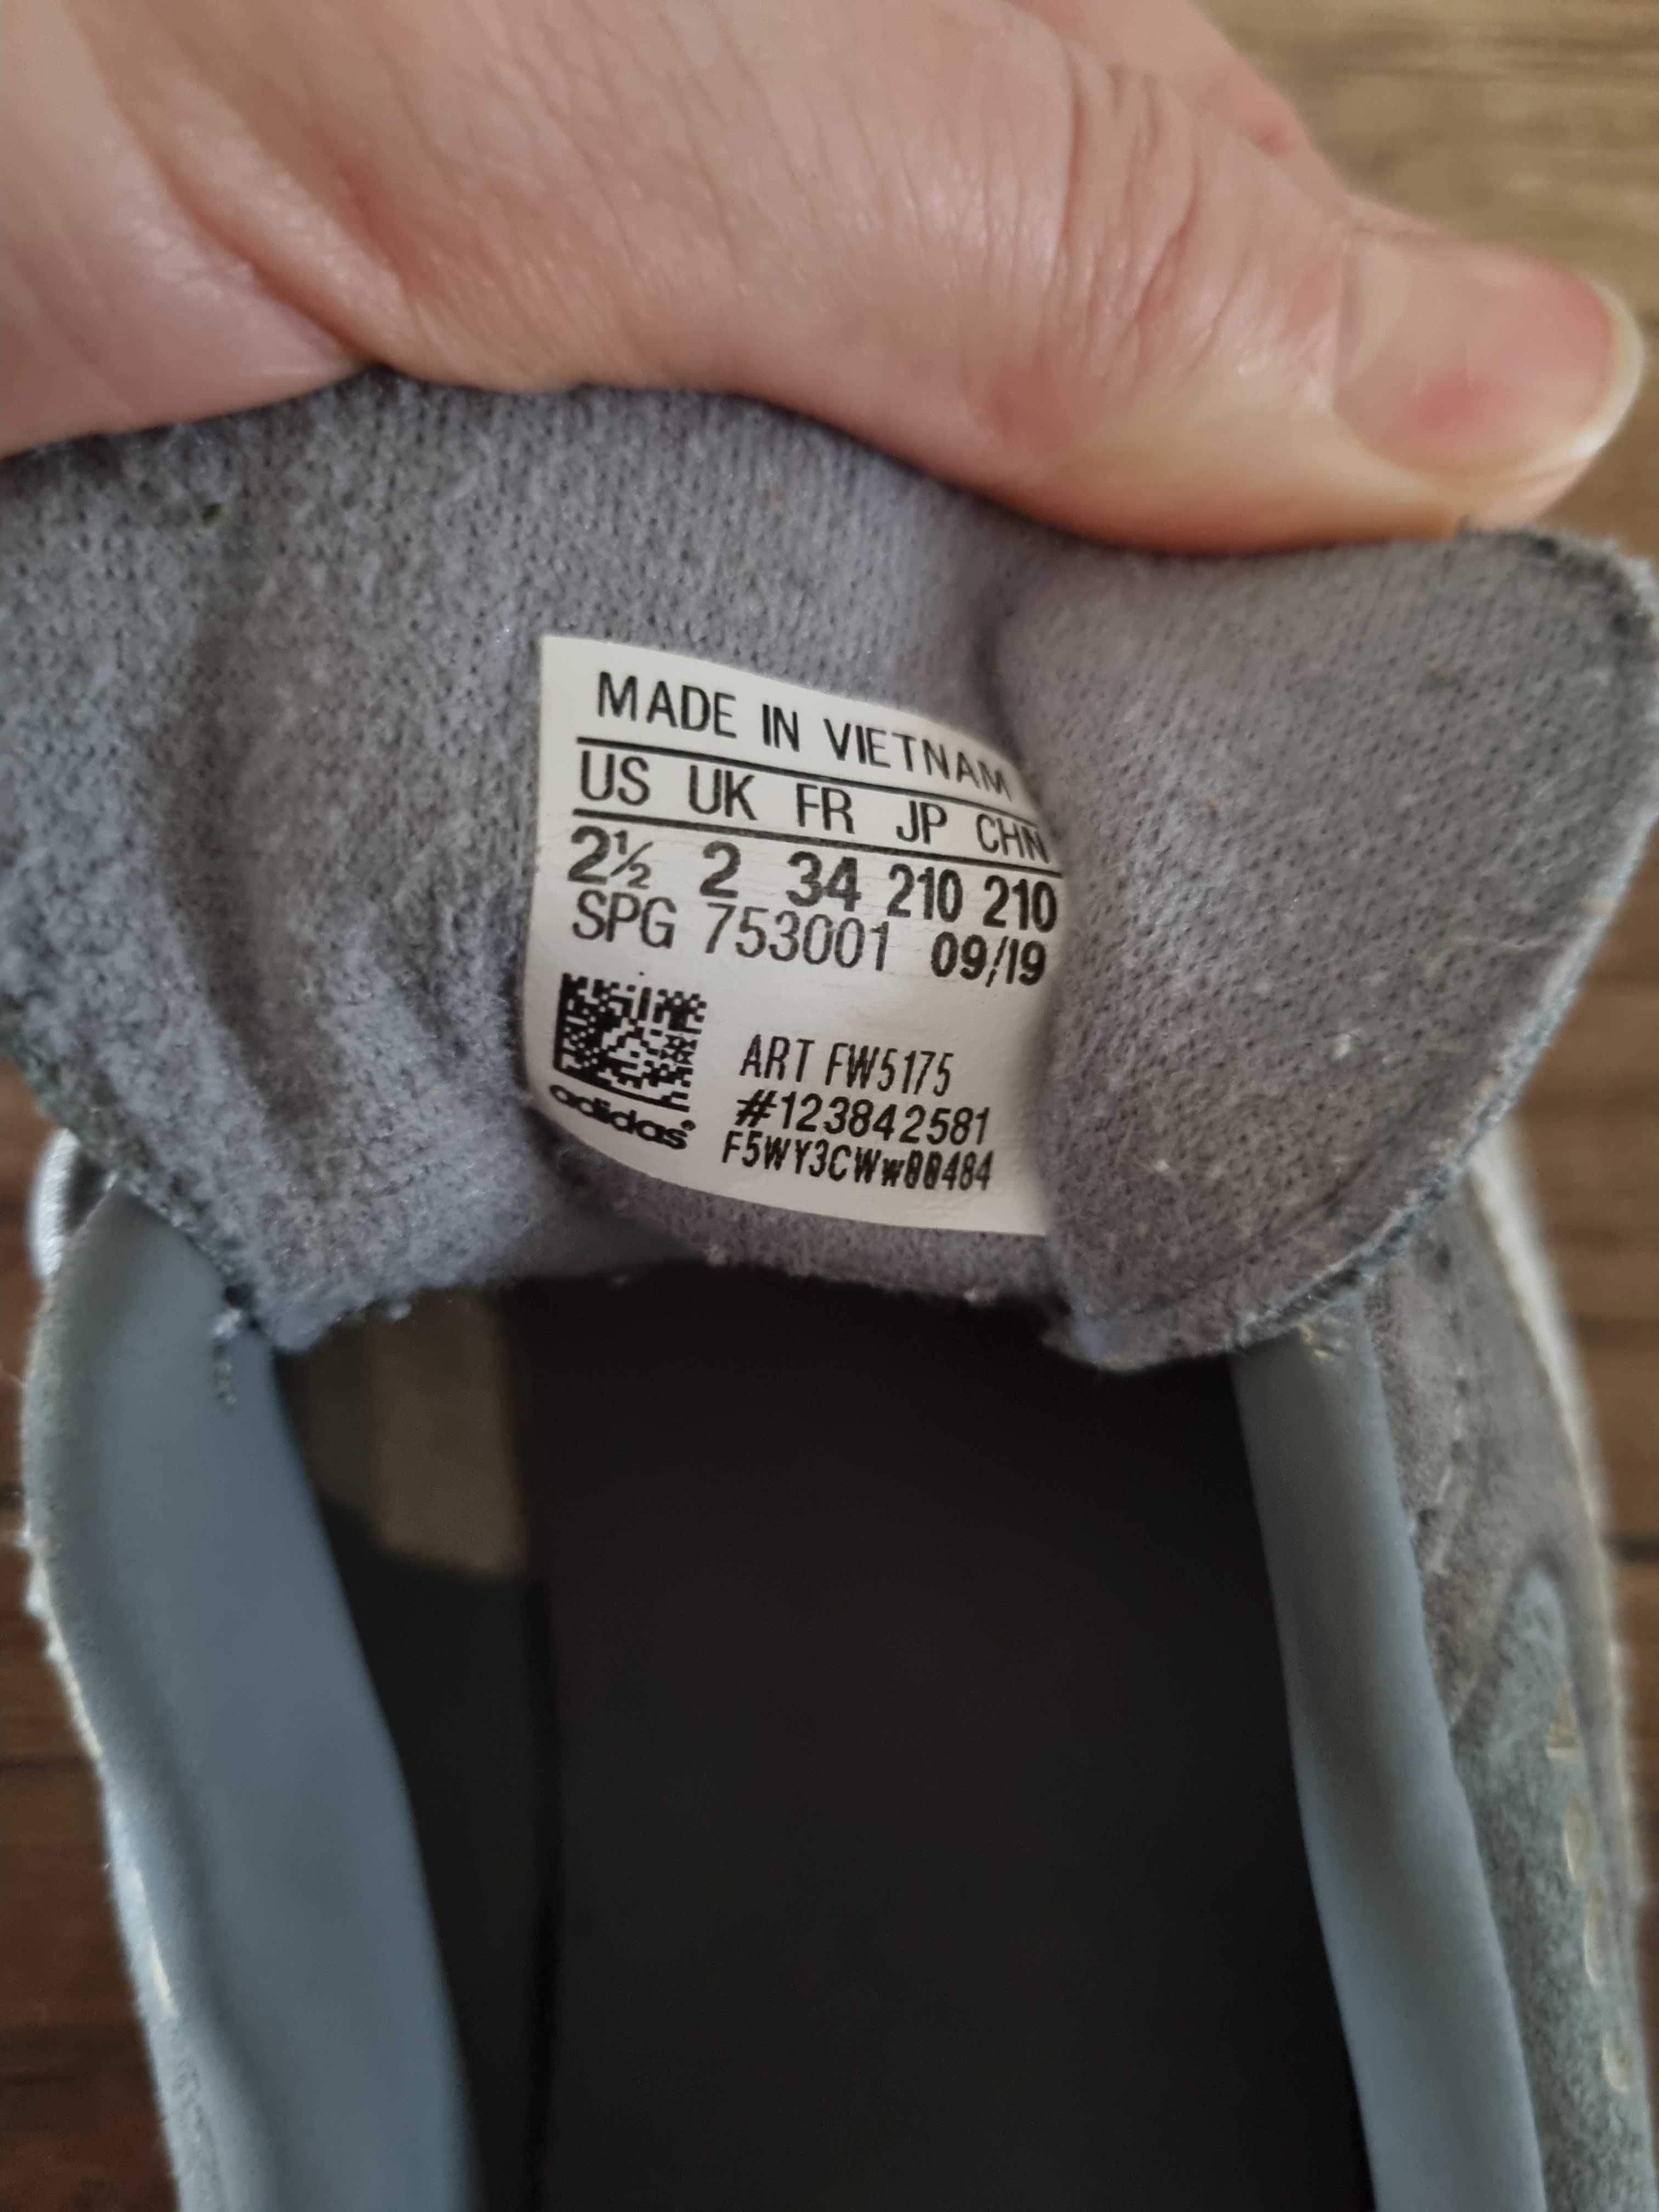 MADE IN VIETNAM
US UK FR JP CHN
2½ 2 34 210 210
SPG 753001 09/19
ART FW5175
#123842581
F5WY3CWw00484
adidas®